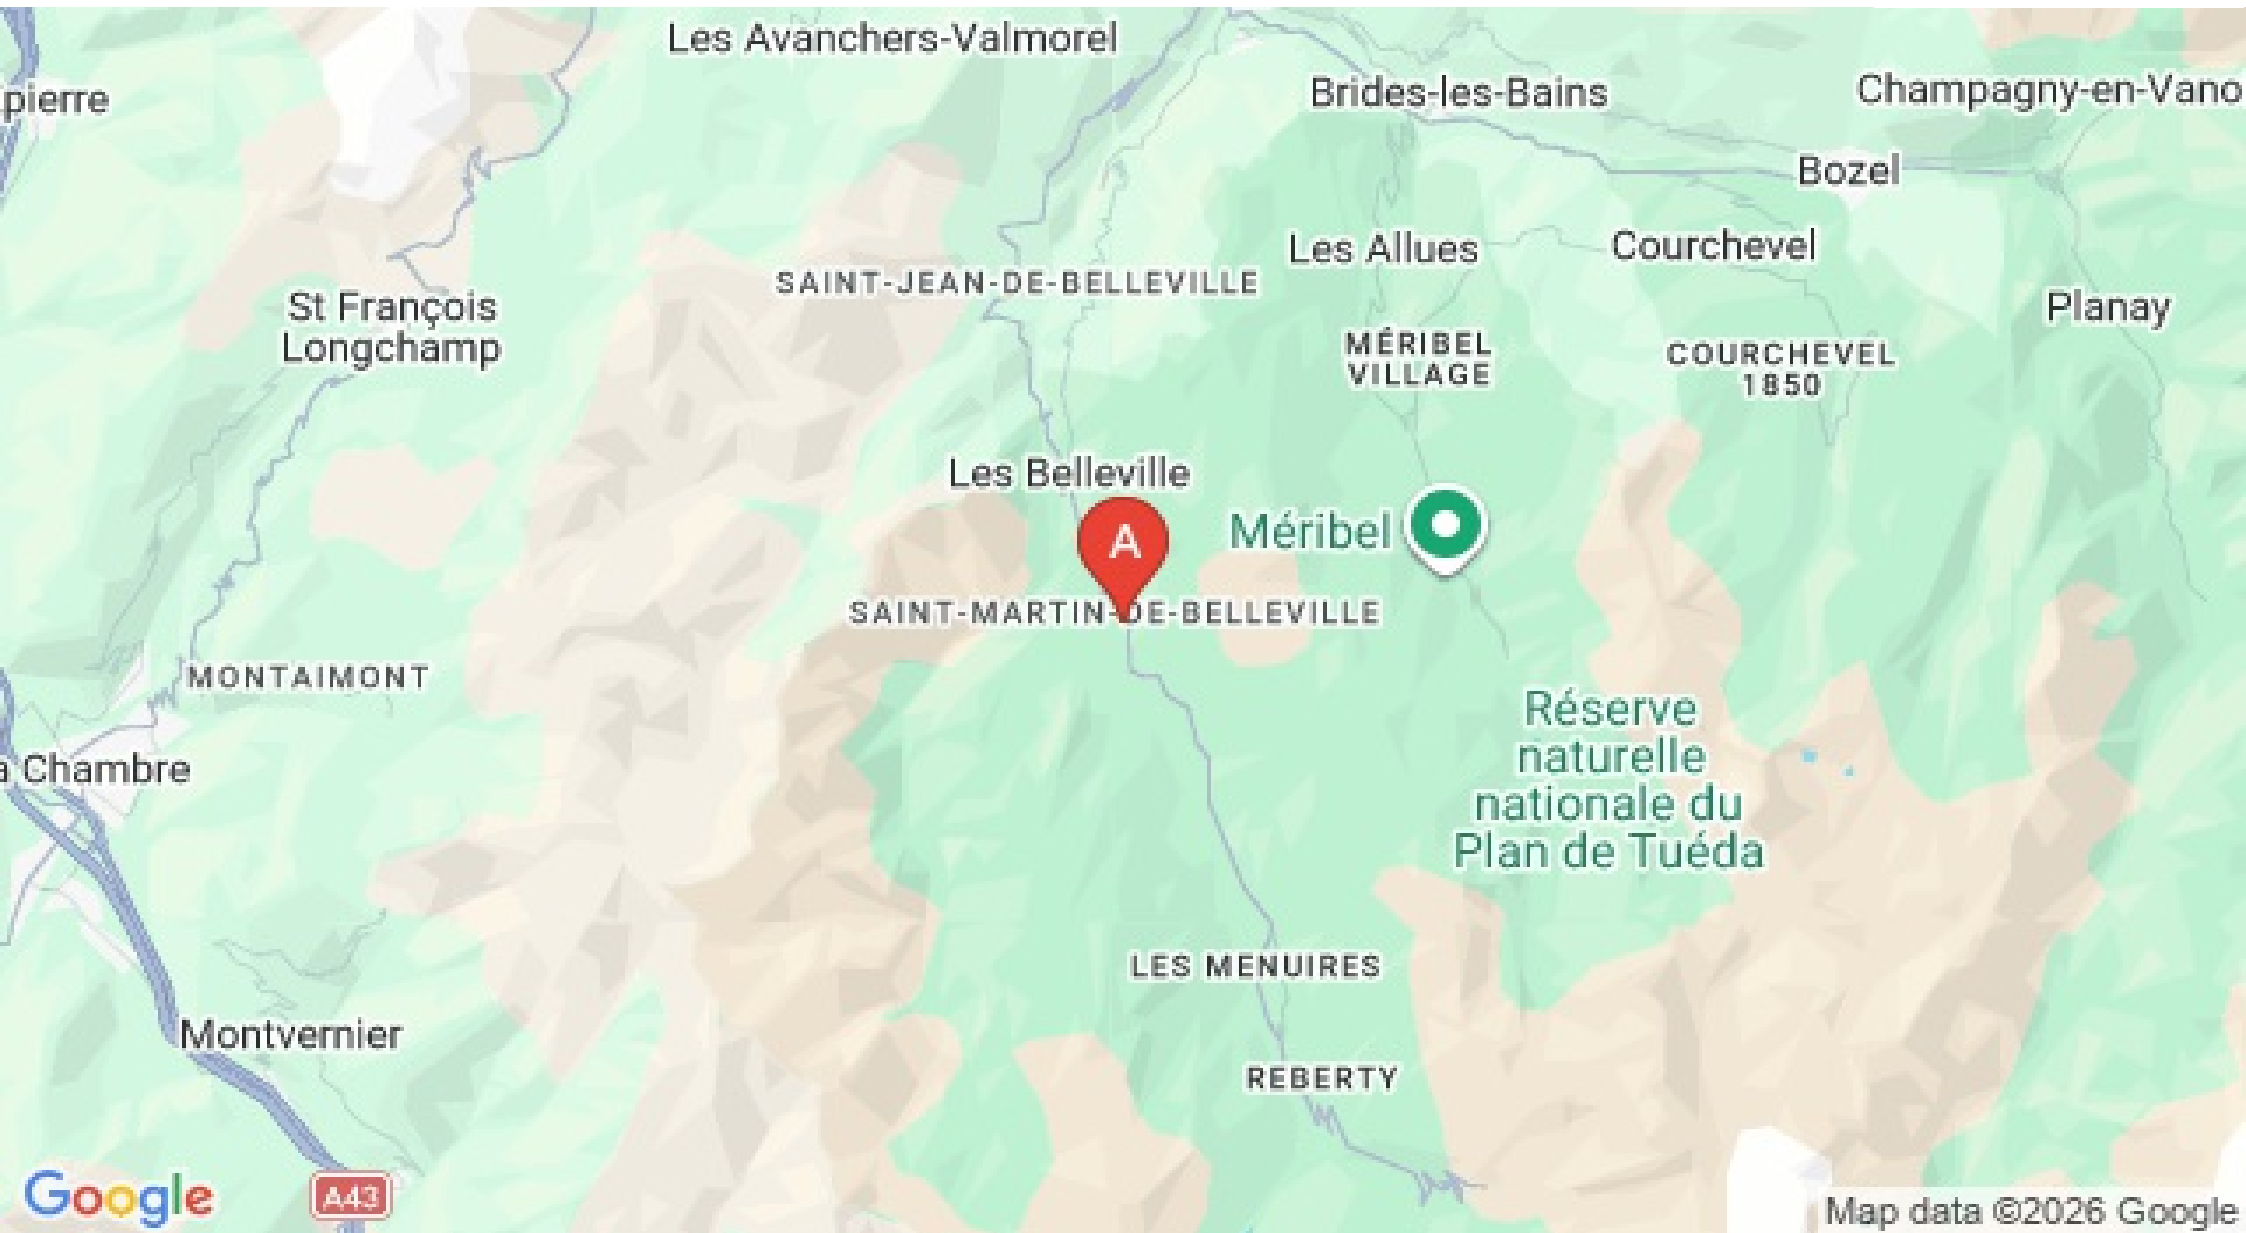 Les Avanchers-Valmorel
Brides-les-Bains
Champagny-en-Vano
pierre
Bozel
Les Allues
Courchevel
SAINT-JEAN-DE-BELLEVILLE
St François
Longchamp
Planay
MÉRIBEL
VILLAGE
COURCHEVEL
1850
Les Belleville
A
Méribel
SAINT-MARTIN-DE-BELLEVILLE
MONTAIMONT
Réserve
naturelle
nationale du
Plan de Tuéda
a Chambre
LES MENUIRES
Montvernier
REBERTY
Google
A43
Map data ©2026 Google